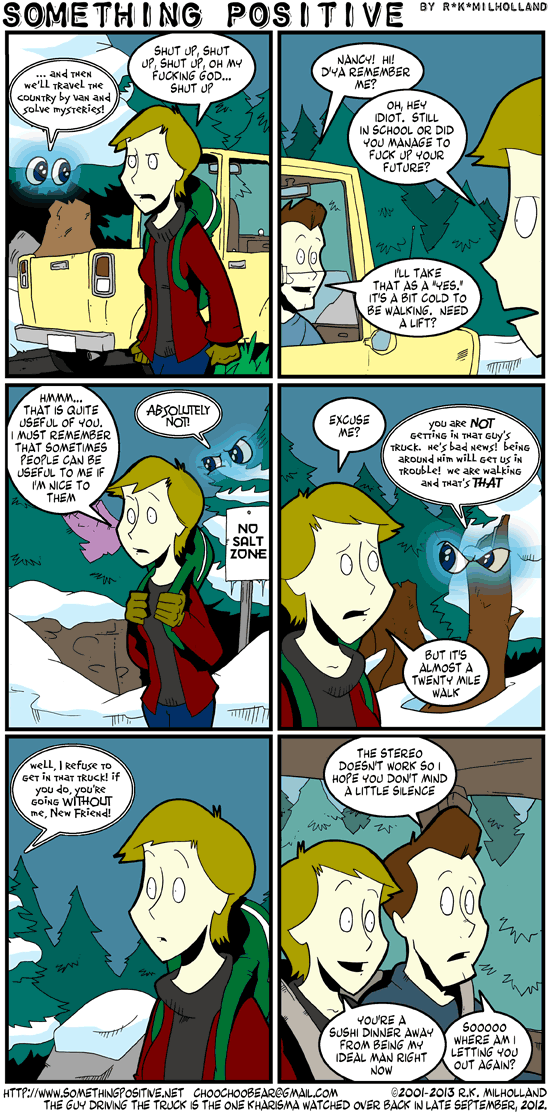 SOMETHING POSITIVE
BY R*K*MILHOLLAND
... and then
we'll travel the
country by van and
solve mysteries!
SHUT UP, SHUT
UP, SHUT UP, OH MY
FUCKING GOD...
SHUT UP
NANCY! HI!
D'YA REMEMBER
ME?
OH, HEY
IDIOT. STILL
IN SCHOOL OR DID
YOU MANAGE TO
FUCK UP YOUR
FUTURE?
I'LL TAKE
THAT AS A "YES."
IT'S A BIT COLD TO
BE WALKING. NEED
A LIFT?
HMMM...
THAT IS QUITE
USEFUL OF YOU.
I MUST REMEMBER
THAT SOMETIMES
PEOPLE CAN BE
USEFUL TO ME IF
I'M NICE TO
THEM
ABSOLUTELY
NOT!
NO
SALT
ZONE
EXCUSE
ME?
you are NOT
getting in that guy's
truck. he's bad news! being
around him will get us in
trouble! we are walking
and that's THAT
BUT IT'S
ALMOST A
TWENTY MILE
WALK
well, I refuse to
get in that truck! if
you do, you're
going WITHOUT
me, New Friend!
THE STEREO
DOESN'T WORK SO I
HOPE YOU DON'T MIND
A LITTLE SILENCE
YOU'RE A
SUSHI DINNER AWAY
FROM BEING MY
IDEAL MAN RIGHT
NOW
SOOOOO
WHERE AM I
LETTING YOU
OUT AGAIN?
HTTP://WWW.SOMETHINGPOSITIVE.NET CHOOCHOOBEAR@GMAIL.COM ©2001-2013 R.K. MILHOLLAND
THE GUY DRIVING THE TRUCK IS THE ONE KHARISMA WATCHED OVER BACK IN LATE SEPTEMBER, 2012.